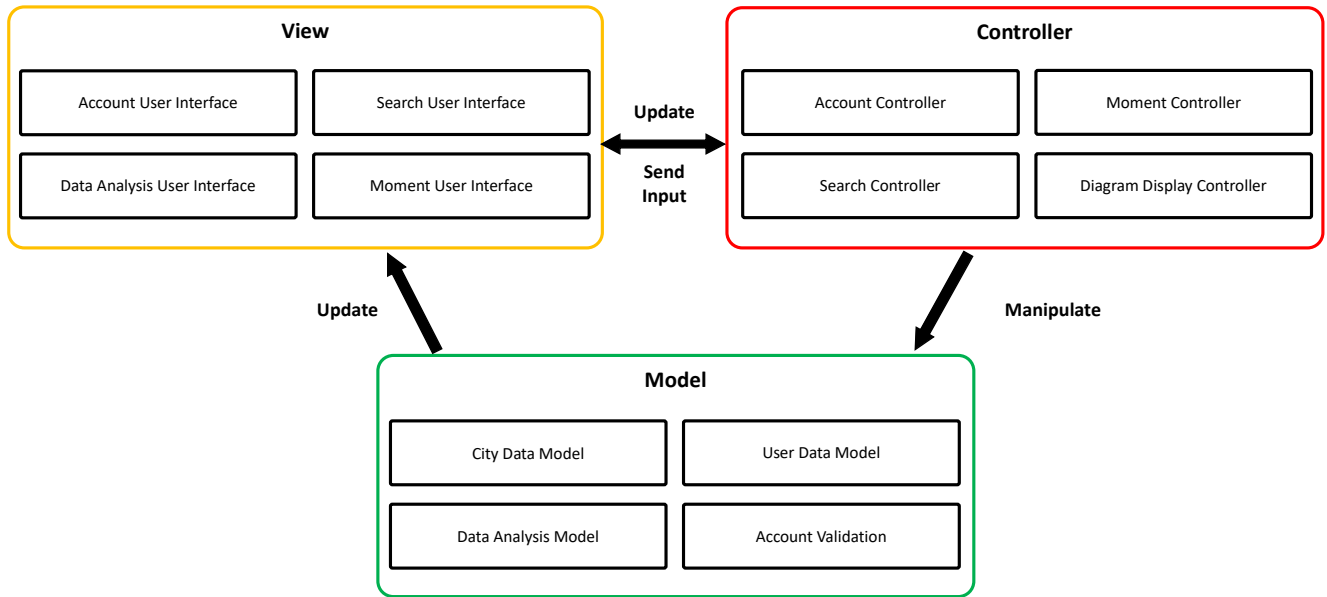 View
Account User Interface
Search User Interface
Data Analysis User Interface
Moment User Interface
Update
Send
Input
Controller
Account Controller
Moment Controller
Search Controller
Diagram Display Controller
Update
Manipulate
Model
City Data Model
User Data Model
Data Analysis Model
Account Validation